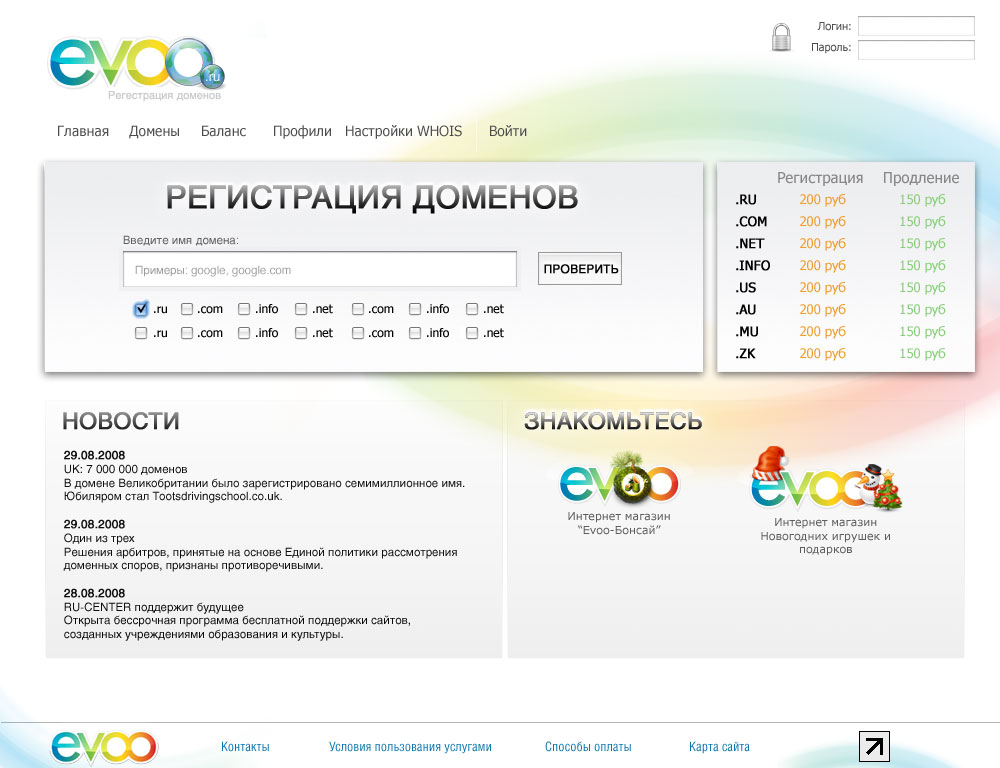 Логин:
Пароль:
evoo .ru
Регестрация доменов
Главная Домены Баланс Профили Настройки WHOIS Войти
РЕГИСТРАЦИЯ ДОМЕНОВ
Введите имя домена:
Примеры: google, google.com
ПРОВЕРИТЬ
.ru .com .info .net .com .info .net
.ru .com .info .net .com .info .net
Регистрация Продление
.RU 200 руб 150 руб
.COM 200 руб 150 руб
.NET 200 руб 150 руб
.INFO 200 руб 150 руб
.US 200 руб 150 руб
.AU 200 руб 150 руб
.MU 200 руб 150 руб
.ZK 200 руб 150 руб
НОВОСТИ
29.08.2008
UK: 7 000 000 доменов
В домене Великобритании было зарегистрировано семимиллионное имя.
Юбиляром стал Tootsdrivingschool.co.uk.
29.08.2008
Один из трех
Решения арбитров, принятые на основе Единой политики рассмотрения
доменных споров, признаны противоречивыми.
28.08.2008
RU-CENTER поддержит будущее
Открыта бессрочная программа бесплатной поддержки сайтов,
созданных учреждениями образования и культуры.
ЗНАКОМЬТЕСЬ
evoo
Интернет магазин
“Evoo-Бонсай”
evoo
Интернет магазин
Новогодних игрушек и
подарков
evoo
Контакты Условия пользования услугами Способы оплаты Карта сайта